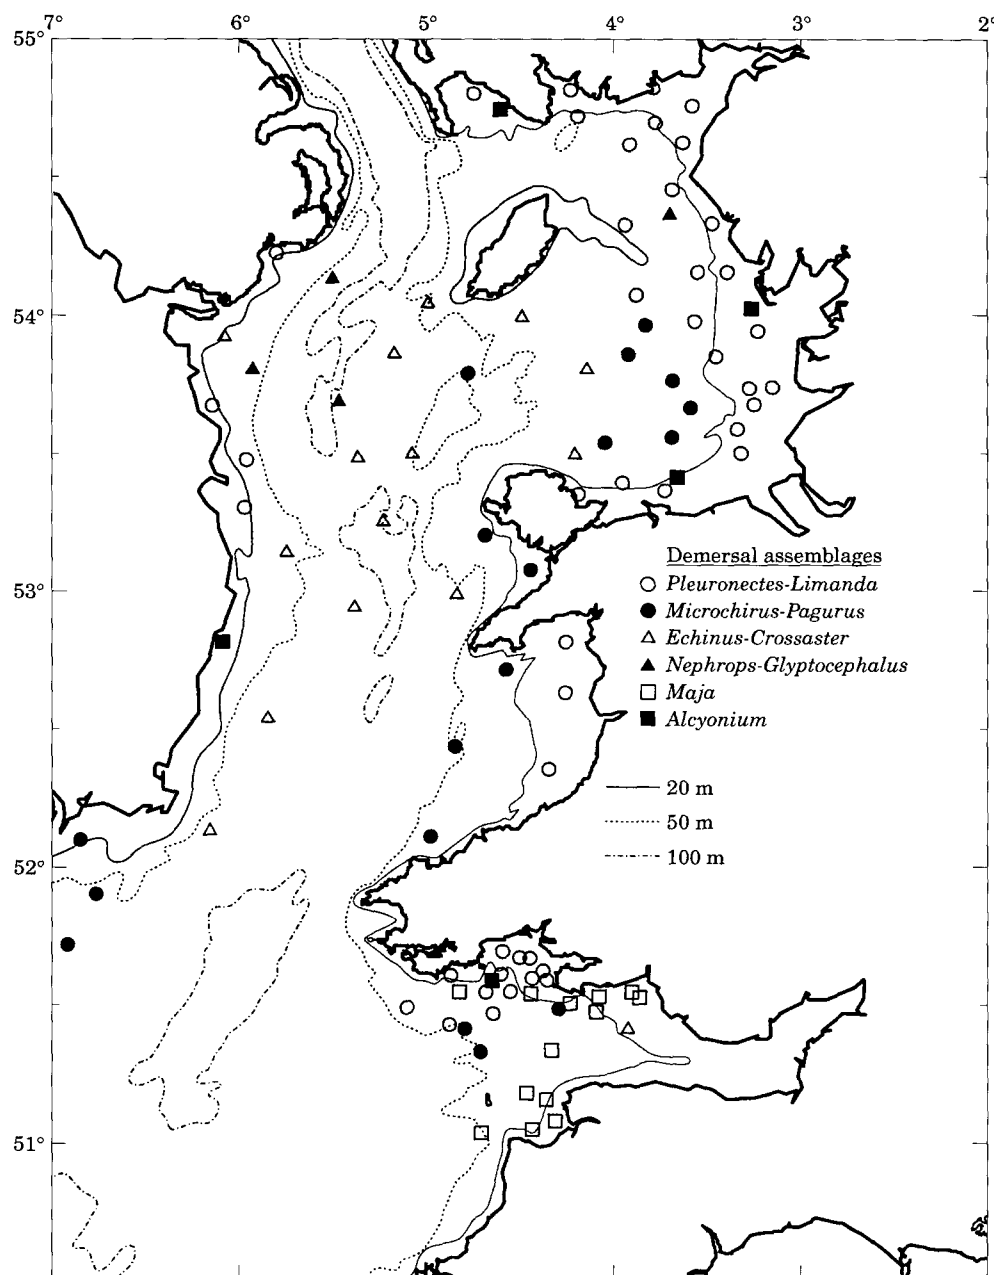 7° 6° 5° 4° 3° 2°
55°
54°
53°
52°
51°
Demersal assemblages
Pleuronectes-Limanda
Microchirus-Pagurus
Echinus-Crossaster
Nephrops-Glyptocephalus
Maja
Alcyonium
20 m
50 m
100 m